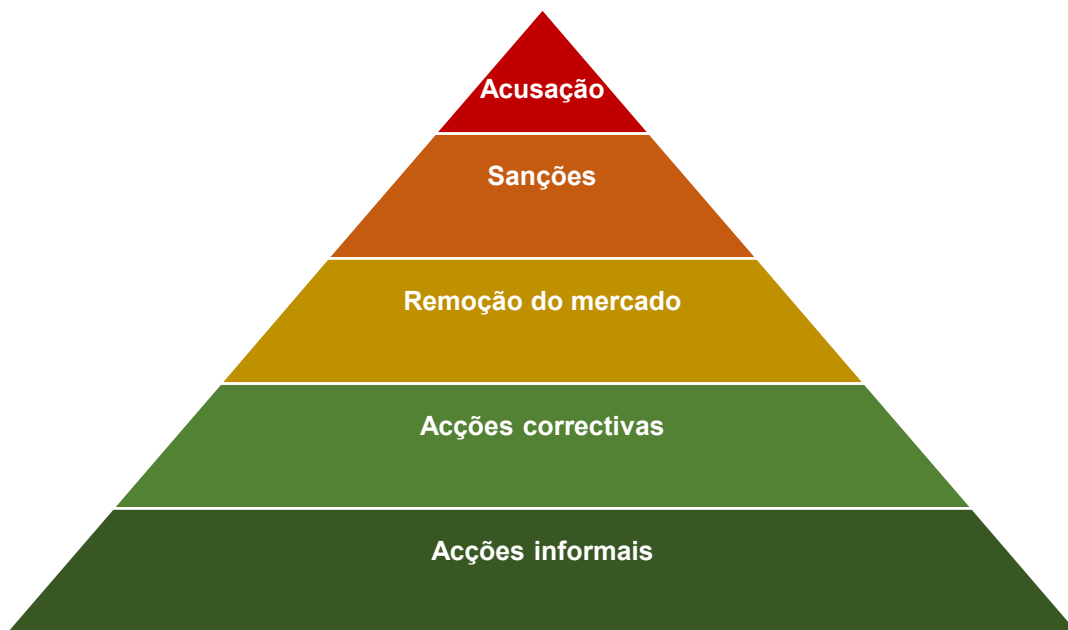 Acusação
Sanções
Remoção do mercado
Acções correctivas
Acções informais